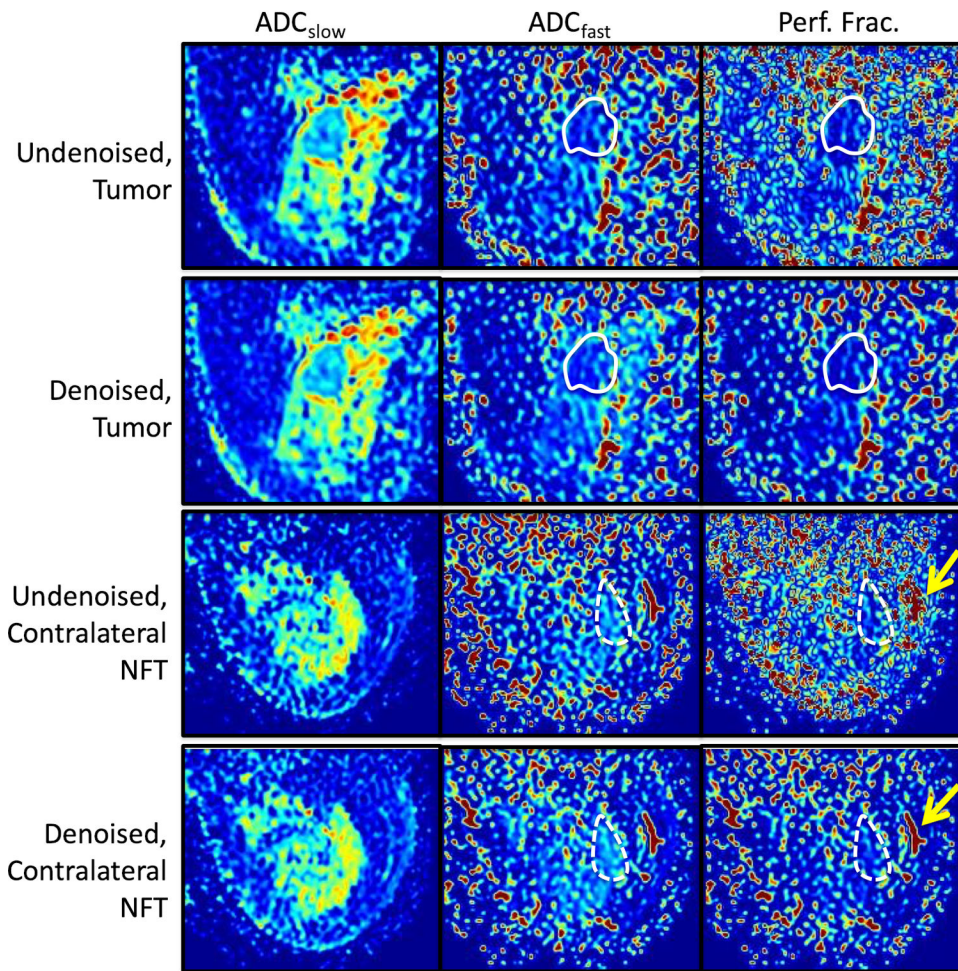 ADCslow ADCfast Perf. Frac.
Undenoised,
Tumor
Denoised,
Tumor
Undenoised,
Contralateral
NFT
Denoised,
Contralateral
NFT